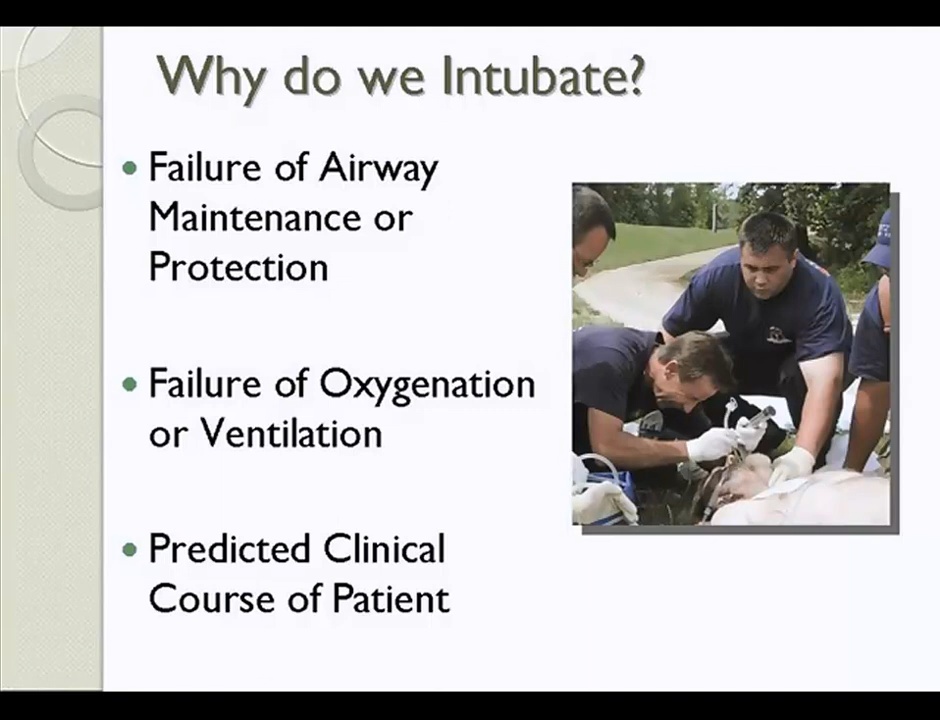 Why do we Intubate?
• Failure of Airway
Maintenance or
Protection
• Failure of Oxygenation
or Ventilation
• Predicted Clinical
Course of Patient